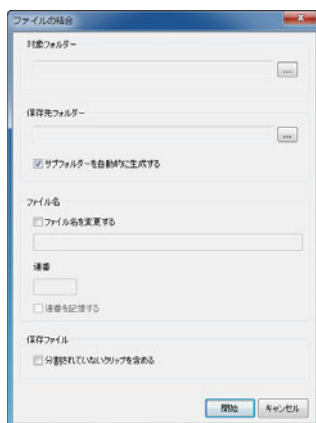 ファイルの結合
対象フォルダー
...
保存先フォルダー
...
サブフォルダーを自動的に生成する
ファイル名
ファイル名を変更する
連番
連番を記憶する
保存ファイル
分割されていないクリップを含める
開始 キャンセル